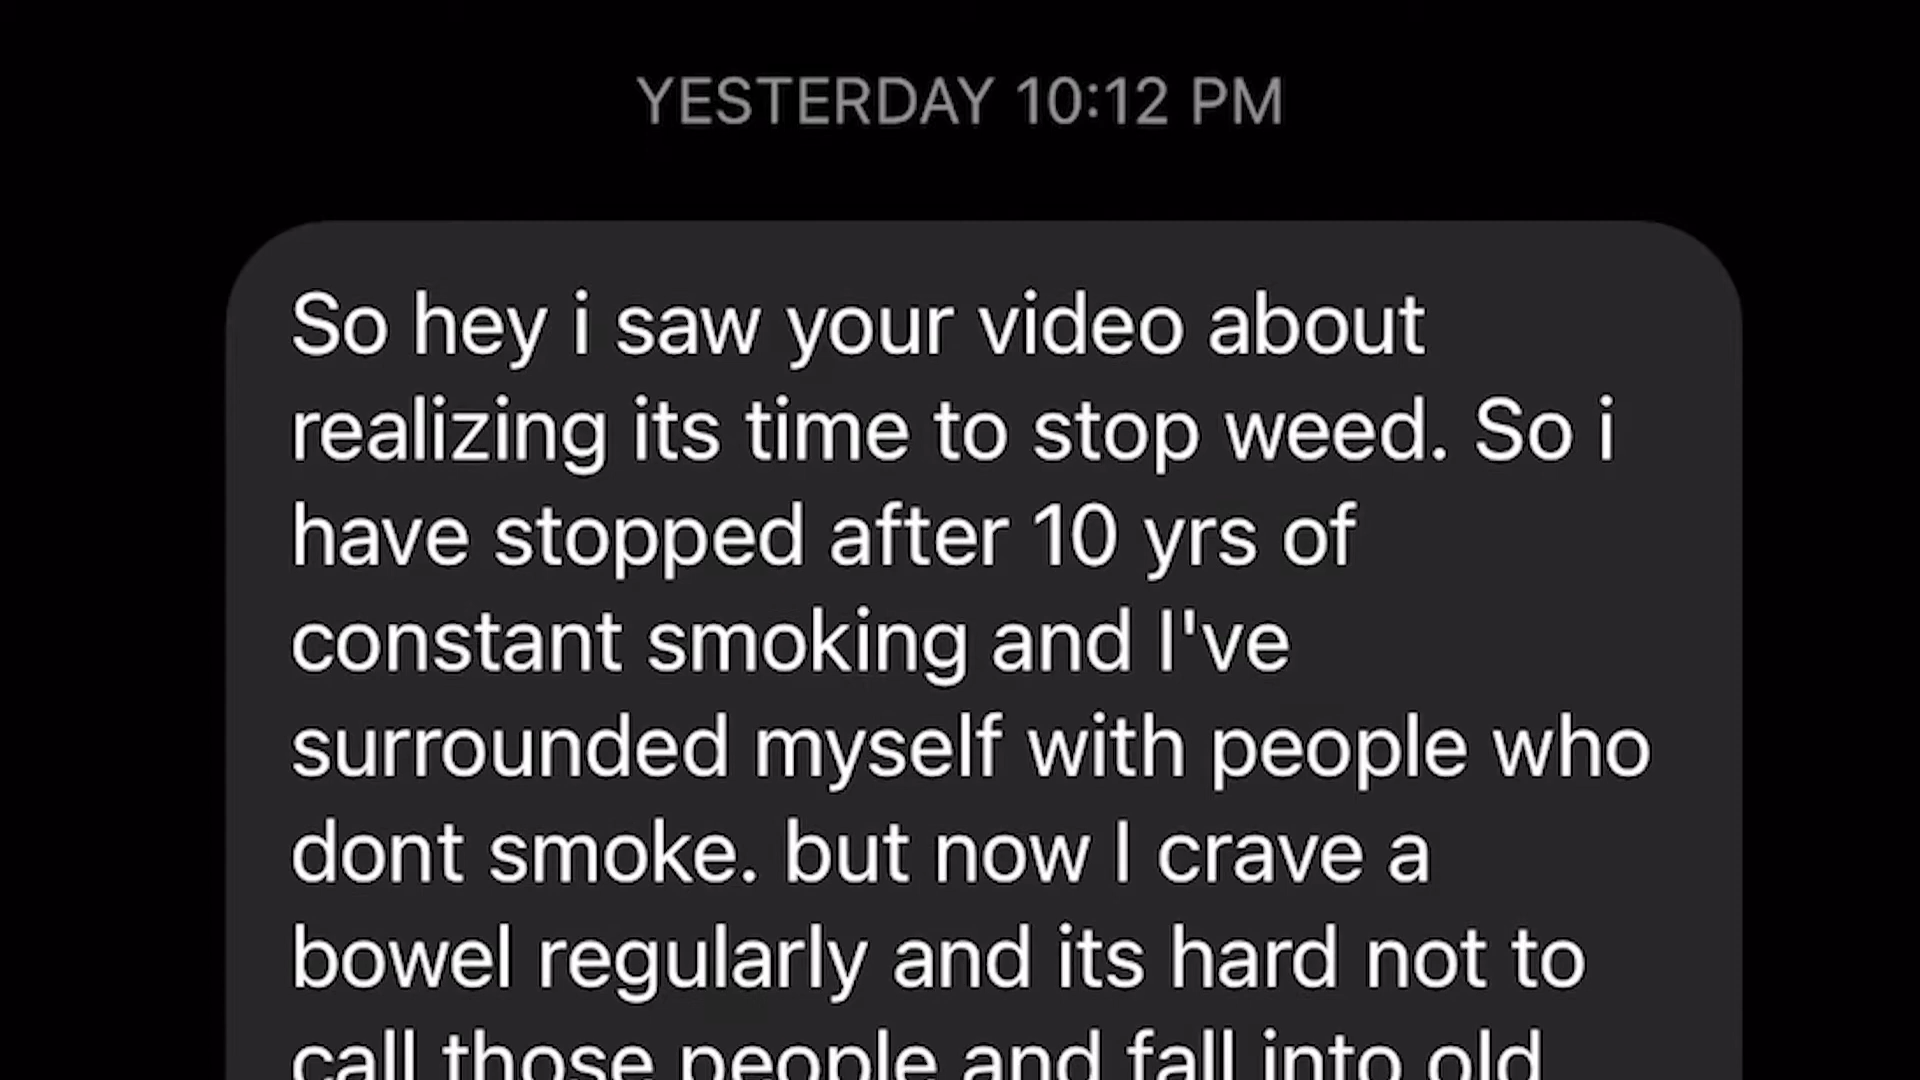 YESTERDAY 10:12 PM
So hey i saw your video about
realizing its time to stop weed. So i
have stopped after 10 yrs of
constant smoking and I've
surrounded myself with people who
dont smoke. but now I crave a
bowel regularly and its hard not to
call those people and fall into old